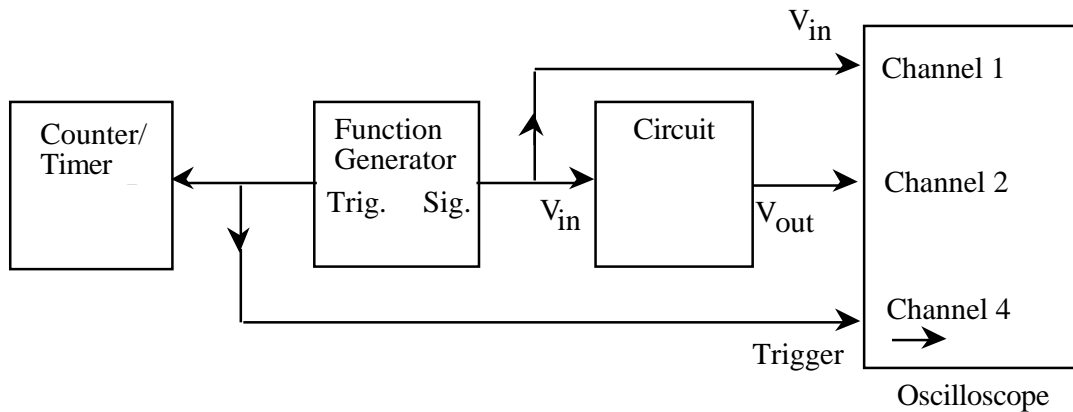 V_in
Channel 1
Counter/
Timer
Function
Generator
Trig. Sig.
V_in
Circuit
V_out
Channel 2
Channel 4
Trigger
Oscilloscope